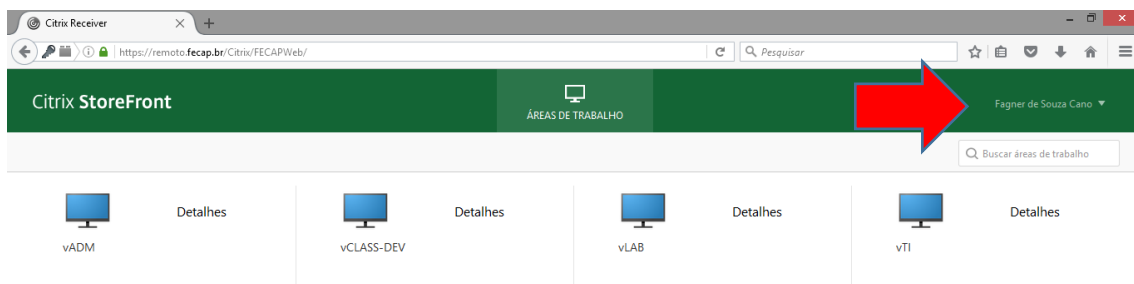 Citrix Receiver
https://remoto.fecap.br/Citrix/FECAPWeb/
Pesquisar
Citrix StoreFront
ÁREAS DE TRABALHO
Fagner de Souza Cano
Buscar áreas de trabalho
Detalhes
vADM
Detalhes
vCLASS-DEV
Detalhes
vLAB
Detalhes
vTI